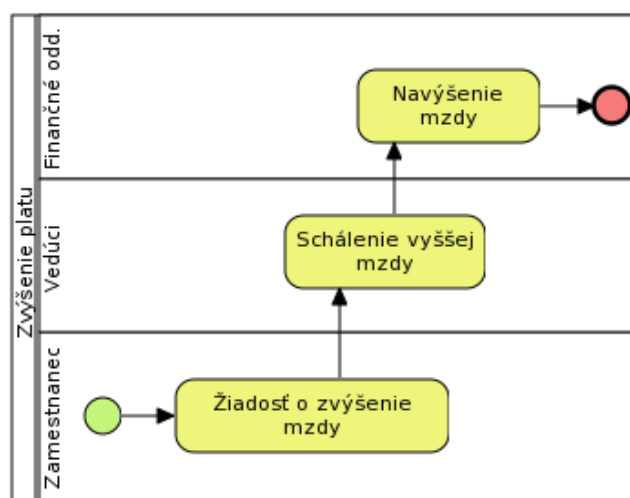 Zvýšenie platu
Finančné odd.
Navýšenie
mzdy
Vedúci
Schálenie vyššej
mzdy
Zamestnanec
Žiadosť o zvýšenie
mzdy